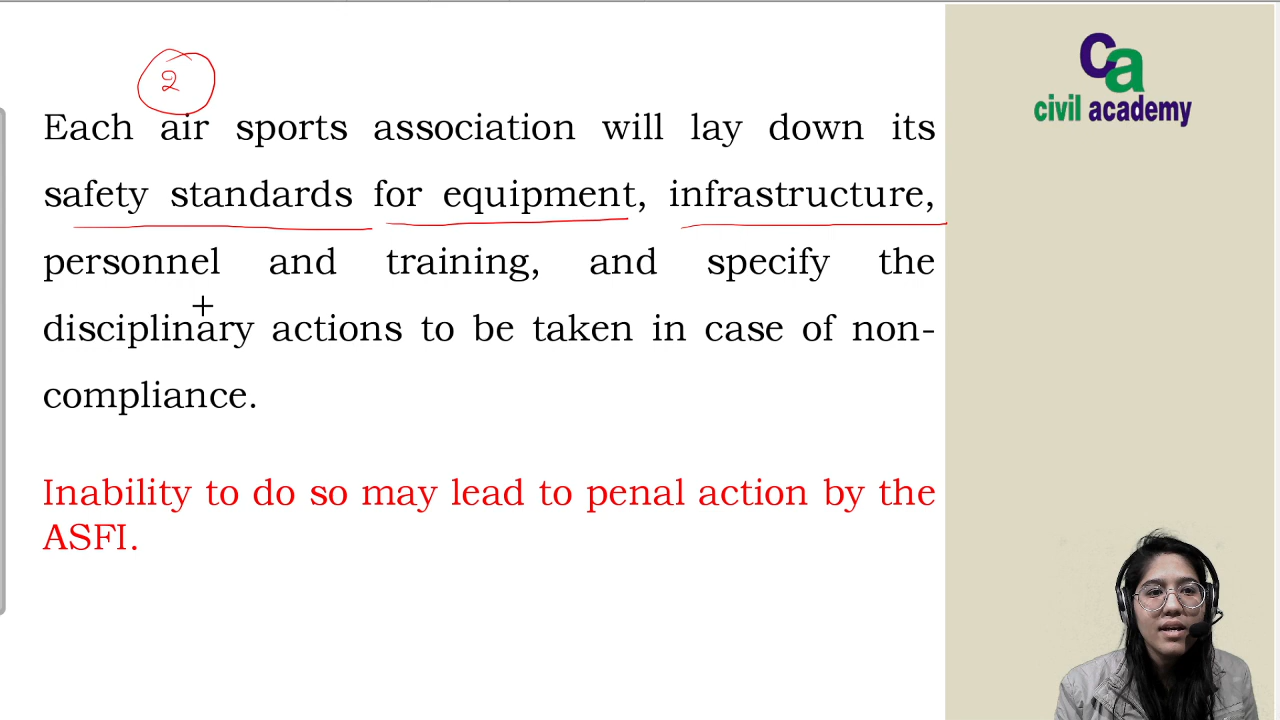 2
Each air sports association will lay down its
safety standards for equipment, infrastructure,
personnel and training, and specify the
disciplinary actions to be taken in case of non-
compliance.
Inability to do so may lead to penal action by the
ASFI.
ca
civil academy